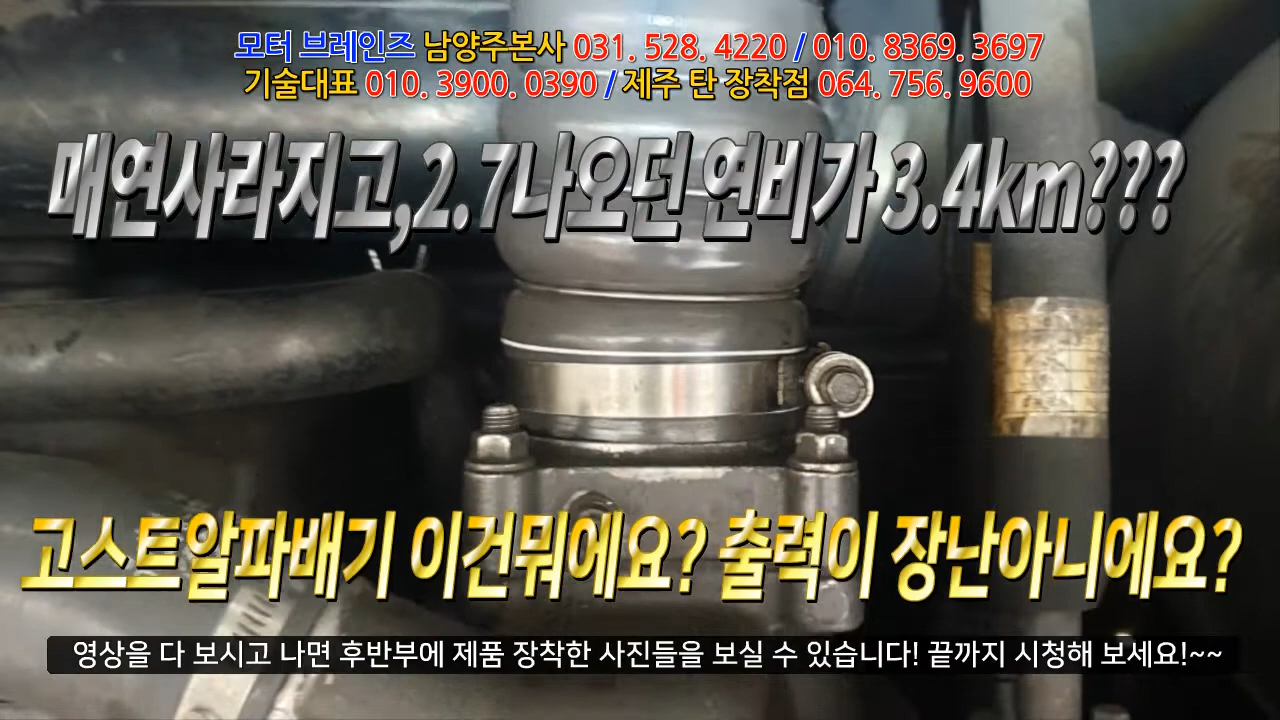 모터 브레인즈 남양주본사 031. 528. 4220 / 010. 8369. 3697
기술대표 010. 3900. 0390 / 제주 탄 장착점 064. 756. 9600
매연사라지고,2.7나오던 연비가 3.4km???
고스트알파배기 이건뭐에요? 출력이 장난아니에요?
영상을 다 보시고 나면 후반부에 제품 장착한 사진들을 보실 수 있습니다! 끝까지 시청해 보세요!~~